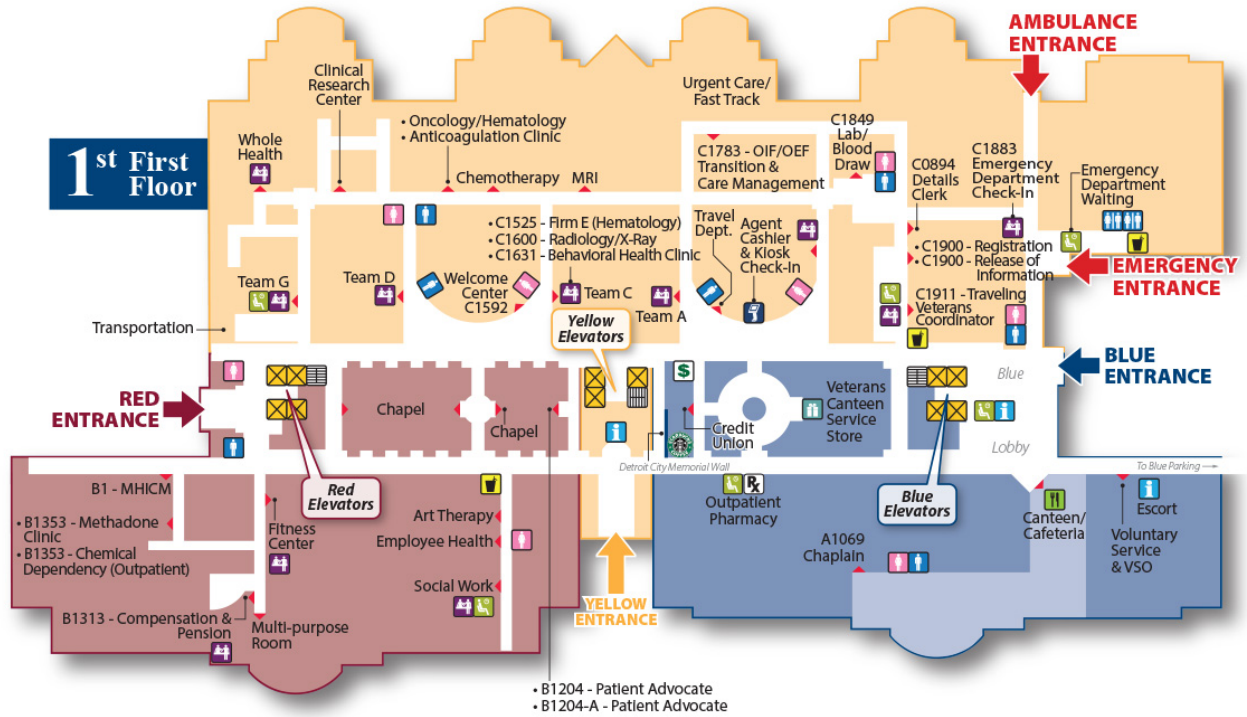 AMBULANCE
ENTRANCE
1st First
Floor
Clinical
Research
Center
Urgent Care/
Fast Track
• Oncology/Hematology
• Anticoagulation Clinic
Whole
Health
Chemotherapy
MRI
C1783 - OIF/OEF
Transition &
Care Management
C1849
Lab/
Blood
Draw
C0894
Details
Clerk
C1883
Emergency
Department
Check-In
Emergency
Department
Waiting
• C1525 - Firm E (Hematology)
• C1600 - Radiology/X-Ray
• C1631 - Behavioral Health Clinic
Travel
Dept.
Agent
Cashier
& Kiosk
Check-In
• C1900 - Registration
• C1900 - Release of
Information
EMERGENCY
ENTRANCE
Team G
Team D
Welcome
Center
C1592
Team C
Team A
C1911 - Traveling
Veterans
Coordinator
Transportation
Yellow
Elevators
BLUE
ENTRANCE
Blue
Lobby
RED
ENTRANCE
Chapel
Chapel
$
Credit
Union
Veterans
Canteen
Service
Store
Detroit City Memorial Wall
To Blue Parking
B1 - MHICM
• B1353 - Methadone
Clinic
• B1353 - Chemical
Dependency (Outpatient)
Red
Elevators
Fitness
Center
Art Therapy
Employee Health
Social Work
Rx
Outpatient
Pharmacy
Blue
Elevators
A1069
Chaplain
Canteen/
Cafeteria
Escort
Voluntary
Service
& VSO
YELLOW
ENTRANCE
B1313 - Compensation &
Pension
Multi-purpose
Room
• B1204 - Patient Advocate
• B1204-A - Patient Advocate